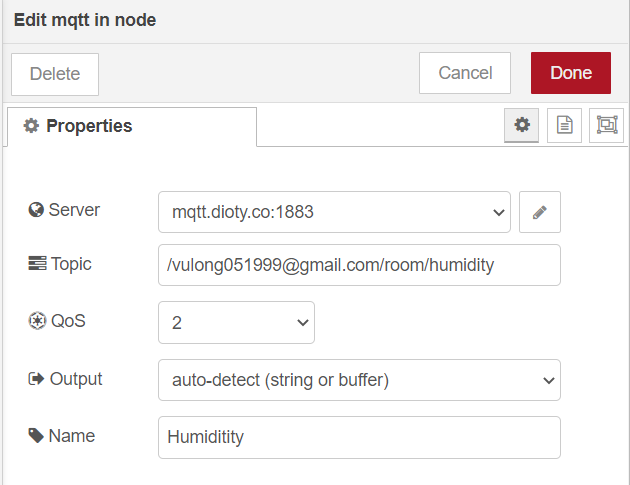 Edit mqtt in node
Delete Cancel Done
Properties
Server mqtt.dioty.co:1883
Topic /vulong051999@gmail.com/room/humidity
QoS 2
Output auto-detect (string or buffer)
Name Humiditity